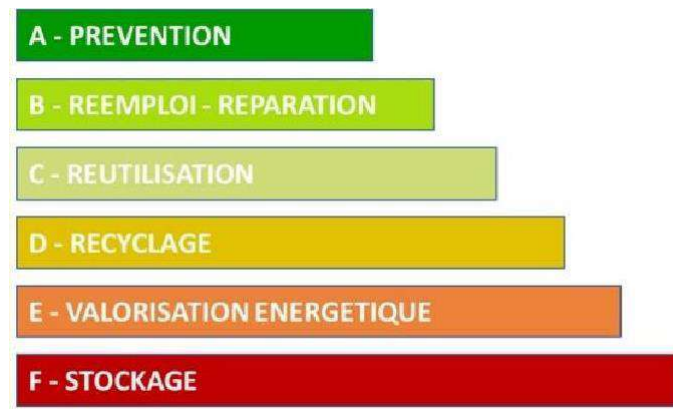 A - PREVENTION
B - REEMPLOI - REPARATION
C - REUTILISATION
D - RECYCLAGE
E - VALORISATION ENERGETIQUE
F - STOCKAGE